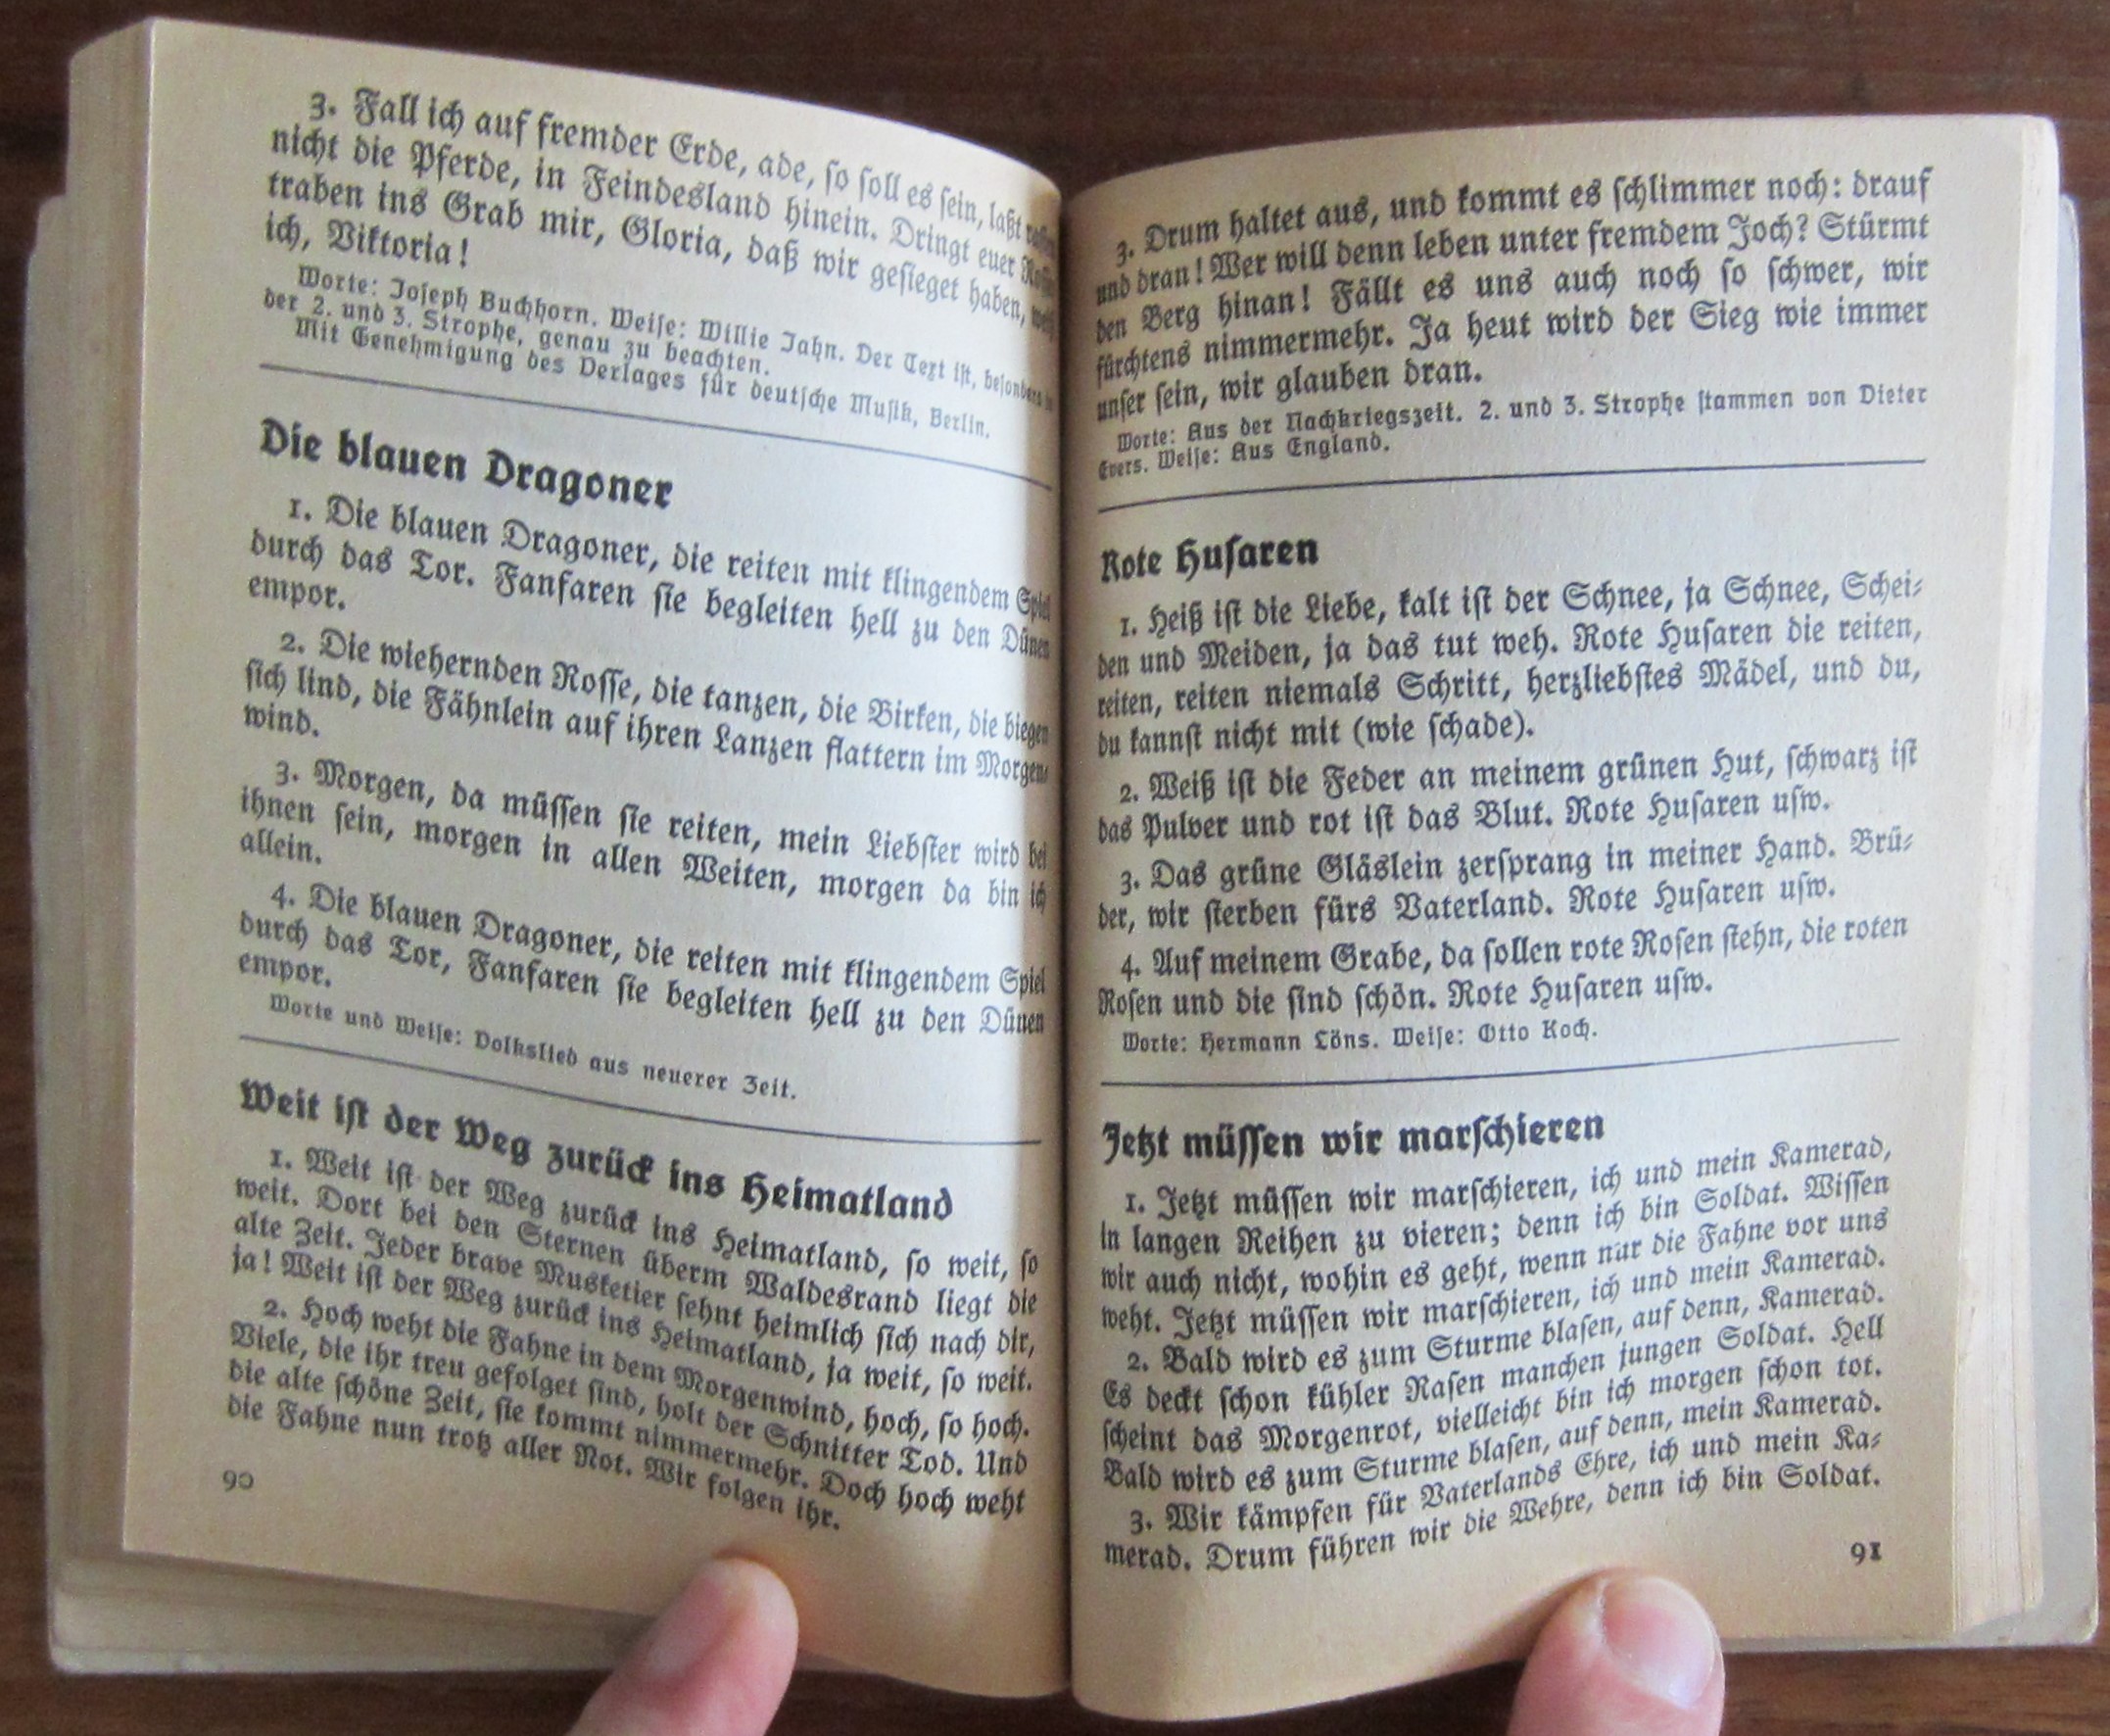 3. Fall ich auf fremder Erde, ade, so soll es sein, laßt rasten
nicht die Pferde, in Feindesland hinein. Dringt euer
traben ins Grab mir, Gloria, daß wir gesieget haben, weiß
ich, Viktoria!
Worte: Joseph Buchhorn. Weise: Willie Jahn. Der Text ist, besonders in
der 2. und 3. Strophe, genau zu beachten.
Mit Genehmigung des Verlages für deutsche Musik, Berlin.
Die blauen Dragoner
1. Die blauen Dragoner, die reiten mit klingendem Spiel
durch das Tor. Fanfaren sie begleiten hell zu den Dünen
empor.
2. Die wiehernden Rosse, die tanzen, die Birken, die biegen
sich lind, die Fähnlein auf ihren Lanzen flattern im Morgen-
wind.
3. Morgen, da müssen sie reiten, mein Liebster wird bei
ihnen sein, morgen in allen Weiten, morgen da bin ich
allein.
4. Die blauen Dragoner, die reiten mit klingendem Spiel
durch das Tor, Fanfaren sie begleiten hell zu den Dünen
empor.
Worte und Weise: Volkslied aus neuerer Zeit.
Weit ist der Weg zurück ins Heimatland
1. Weit ist der Weg zurück ins Heimatland, so weit, so
weit. Dort bei den Sternen überm Waldesrand liegt die
alte Zeit. Jeder brave Musketier sehnt heimlich sich nach dir,
ja! Weit ist der Weg zurück ins Heimatland, ja weit, so weit.
2. Hoch weht die Fahne in dem Morgenwind, hoch, so hoch.
Viele, die ihr treu gefolget sind, holt der Schnitter Tod. Und
die alte schöne Zeit, sie kommt nimmermehr. Doch hoch weht
die Fahne nun trotz aller Not. Wir folgen ihr.
90
3. Drum haltet aus, und kommt es schlimmer noch: drauf
und dran! Wer will denn leben unter fremdem Joch? Stürmt
den Berg hinan! Fällt es uns auch noch so schwer, wir
fürchtens nimmermehr. Ja heut wird der Sieg wie immer
unser sein, wir glauben dran.
Worte: Aus der Nachkriegszeit. 2. und 3. Strophe stammen von Dieter
Evers. Weise: Aus England.
Rote Husaren
1. Heiß ist die Liebe, kalt ist der Schnee, ja Schnee, Schei-
den und Meiden, ja das tut weh. Rote Husaren die reiten,
reiten, reiten niemals Schritt, herzliebstes Mädel, und du,
du kannst nicht mit (wie schade).
2. Weiß ist die Feder an meinem grünen Hut, schwarz ist
das Pulver und rot ist das Blut. Rote Husaren usw.
3. Das grüne Gläslein zersprang in meiner Hand. Brü-
der, wir sterben fürs Vaterland. Rote Husaren usw.
4. Auf meinem Grabe, da sollen rote Rosen stehn, die roten
Rosen und die sind schön. Rote Husaren usw.
Worte: Hermann Löns. Weise: Otto Koch.
Jetzt müssen wir marschieren
1. Jetzt müssen wir marschieren, ich und mein Kamerad,
in langen Reihen zu vieren; denn ich bin Soldat. Wissen
wir auch nicht, wohin es geht, wenn nur die Fahne vor uns
weht. Jetzt müssen wir marschieren, ich und mein Kamerad.
2. Bald wird es zum Sturme blasen, auf denn, Kamerad.
Es deckt schon kühler Rasen manchen jungen Soldat. Hell
scheint das Morgenrot, vielleicht bin ich morgen schon tot.
Bald wird es zum Sturme blasen, auf denn, mein Kamerad.
3. Wir kämpfen für Vaterlands Ehre, ich und mein Ka-
merad. Drum führen wir die Wehre, denn ich bin Soldat.
91